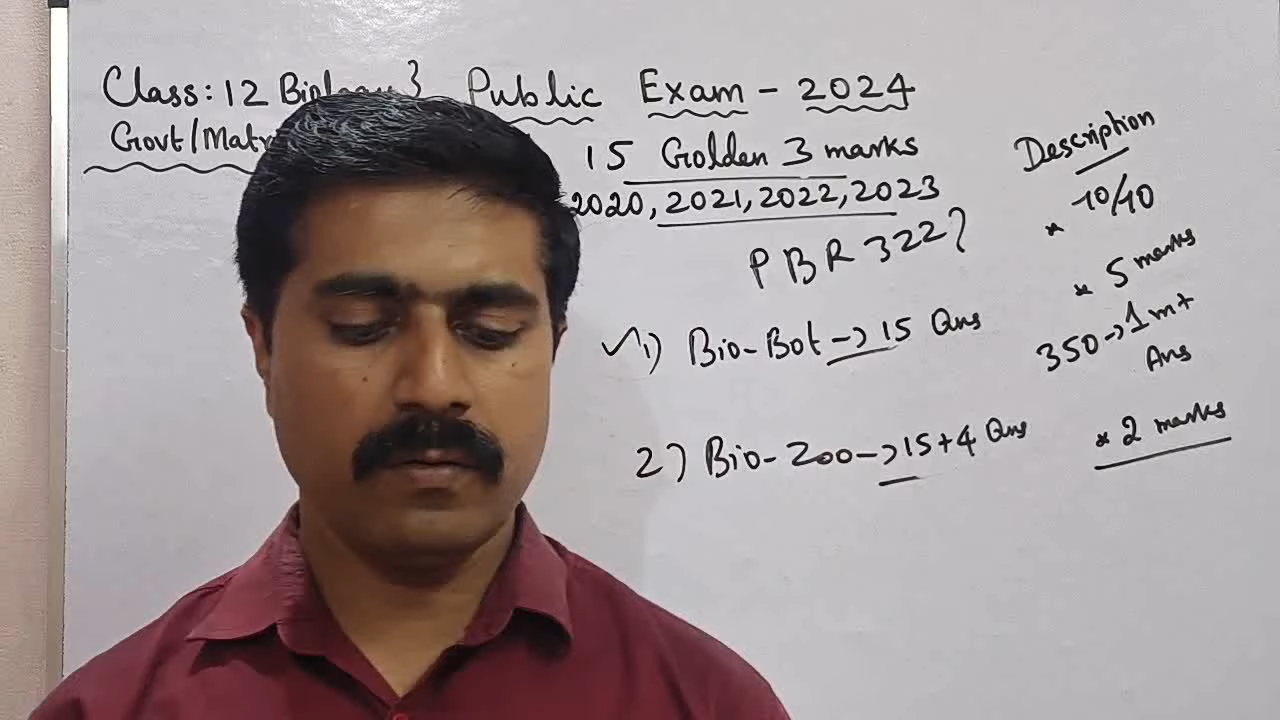 Class: 12 Biology } Public Exam - 2024
Govt/Matr
15 Golden 3 marks
2020, 2021, 2022, 2023
PBR 322?
✓1) Bio-Bot → 15 Qns
2) Bio-Zoo → 15+4 Qns
Description
* 10/10
* 5 marks
350 → 1 m +
Ans
* 2 marks